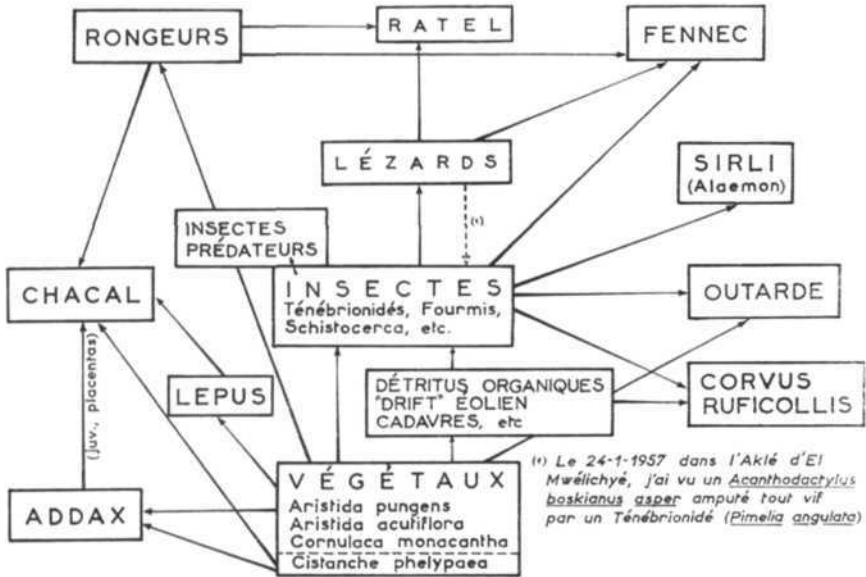 RONGEURS
RATEL
FENNEC
LÉZARDS
SIRLI
(Alaemon)
(1)
INSECTES
PRÉDATEURS
INSECTES
Ténébrionidés, Fourmis,
Schistocerca, etc.
CHACAL
OUTARDE
(juv., placentas)
LEPUS
DÉTRITUS ORGANIQUES
"DRIFT" ÉOLIEN
CADAVRES, etc
CORVUS
RUFICOLLIS
VÉGÉTAUX
Aristida pungens
Aristida acutiflora
Cornulaca monacantha
Cistanche phelypaea
ADDAX
(1) Le 24-1-1957 dans l'Aklé d'El
Mwélichyé, j'ai vu un Acanthodactylus
boskianus asper amputé tout vif
par un Ténébrionidé (Pimelia angulata)